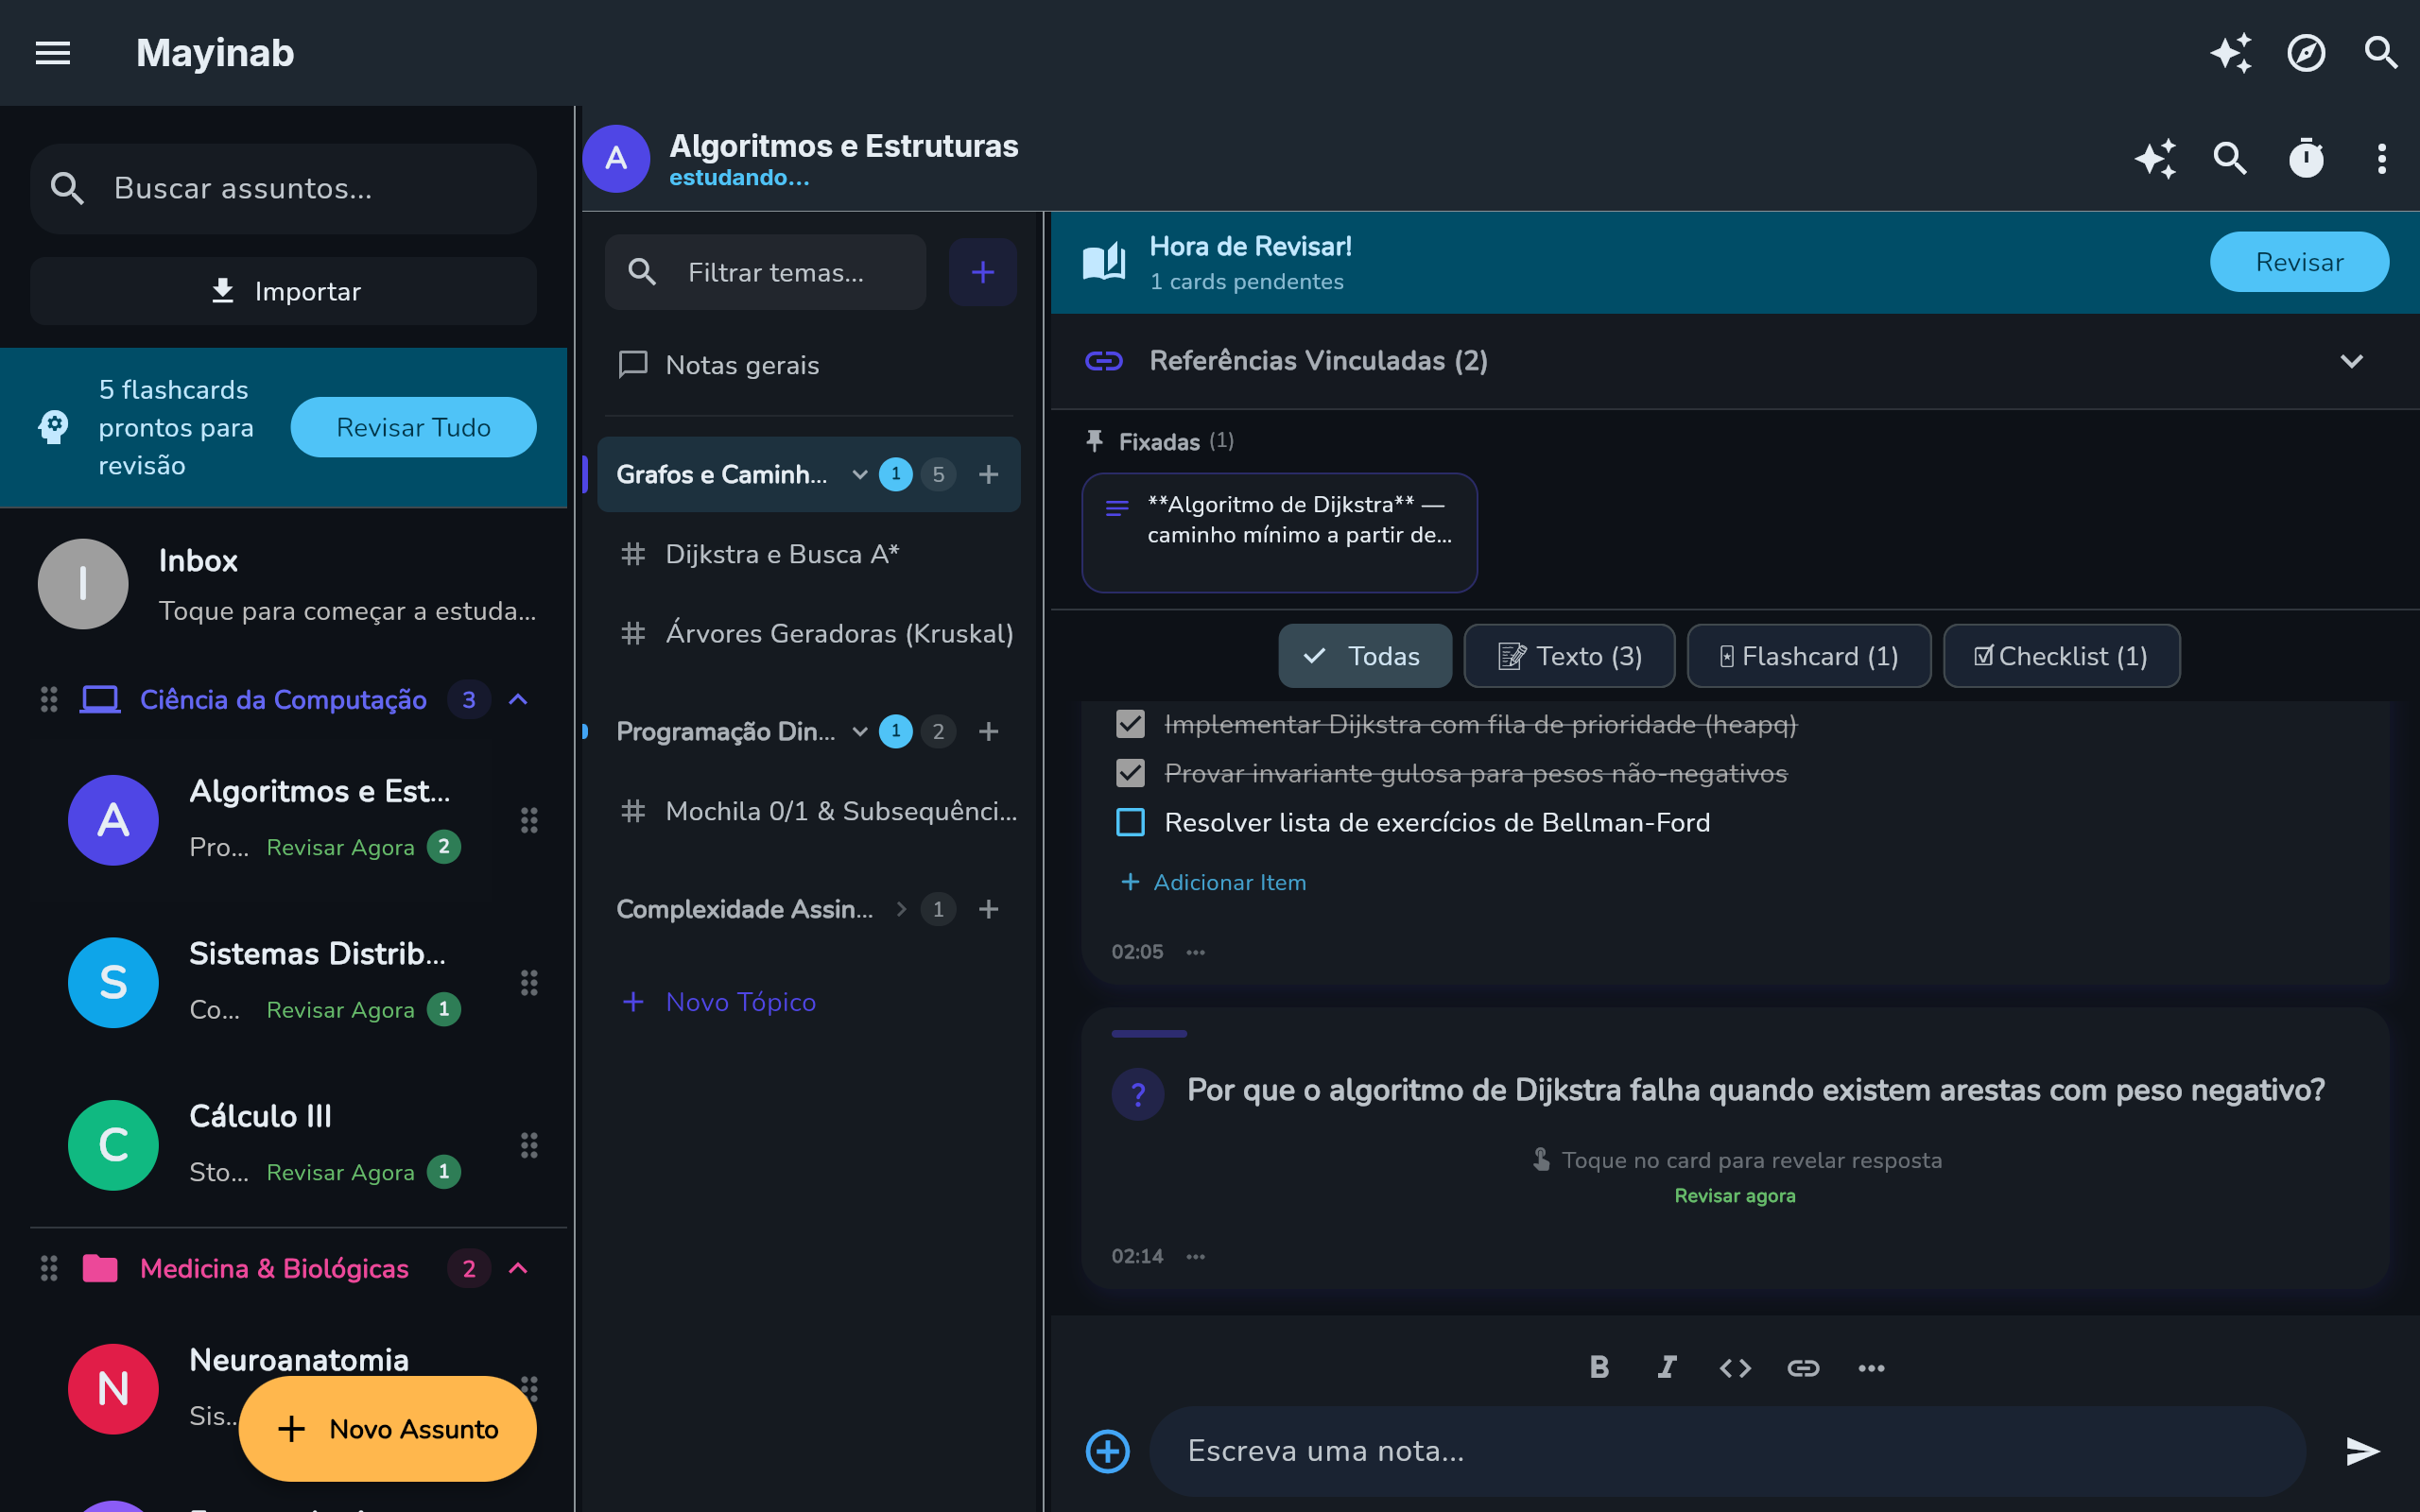 Mayinab
Buscar assuntos...
Importar
5 flashcards
prontos para
revisão
Revisar Tudo
I
Inbox
Toque para começar a estuda...
Ciência da Computação
3
A
Algoritmos e Est...
Pro...
Revisar Agora
2
S
Sistemas Distrib...
Co...
Revisar Agora
1
C
Cálculo III
Sto...
Revisar Agora
1
Medicina & Biológicas
2
N
Neuroanatomia
Sis...
Novo Assunto
A
Algoritmos e Estruturas
estudando...
Filtrar temas...
Notas gerais
Grafos e Caminh...
1
5
Dijkstra e Busca A*
Árvores Geradoras (Kruskal)
Programação Din...
1
2
Mochila 0/1 & Subsequênci...
Complexidade Assin...
1
Novo Tópico
Hora de Revisar!
1 cards pendentes
Revisar
Referências Vinculadas (2)
Fixadas (1)
**Algoritmo de Dijkstra** —
caminho mínimo a partir de...
Todas
Texto (3)
Flashcard (1)
Checklist (1)
Implementar Dijkstra com fila de prioridade (heapq)
Provar invariante gulosa para pesos não-negativos
Resolver lista de exercícios de Bellman-Ford
Adicionar Item
02:05
?
Por que o algoritmo de Dijkstra falha quando existem arestas com peso negativo?
Toque no card para revelar resposta
Revisar agora
02:14
B I
Escreva uma nota...